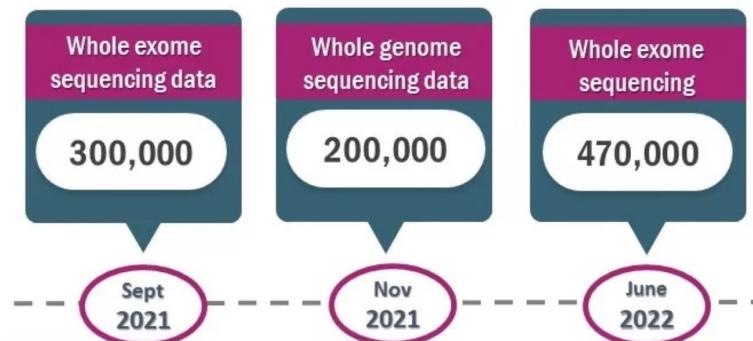 Whole exome
sequencing data
300,000
Sept
2021
Whole genome
sequencing data
200,000
Nov
2021
Whole exome
sequencing
470,000
June
2022